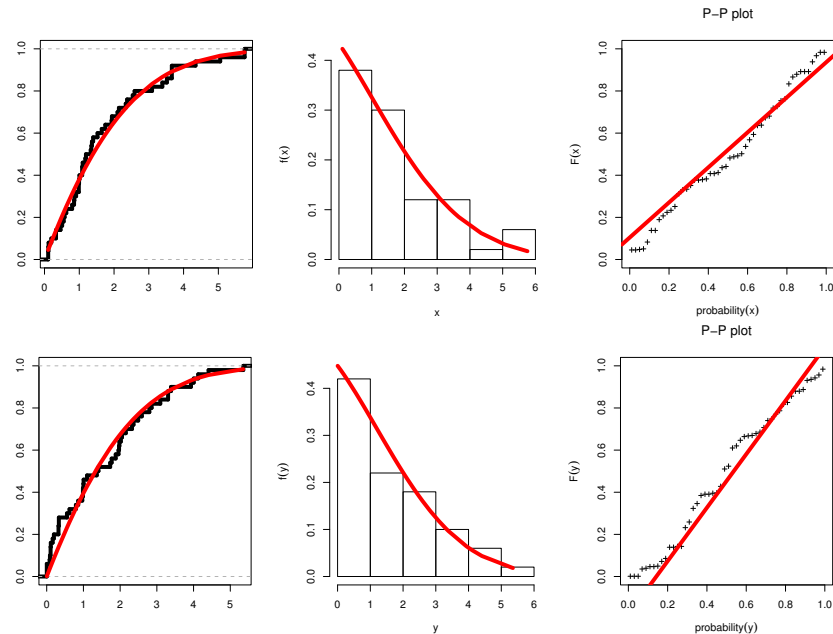 P−P plot
0.0 0.2 0.4 0.6 0.8 1.0
0 1 2 3 4 5
f(x)
0.0 0.1 0.2 0.3 0.4
0 1 2 3 4 5 6
x
F(x)
0.0 0.2 0.4 0.6 0.8 1.0
0.0 0.2 0.4 0.6 0.8 1.0
probability(x)
P−P plot
0.0 0.2 0.4 0.6 0.8 1.0
0 1 2 3 4 5
f(y)
0.0 0.1 0.2 0.3 0.4
0 1 2 3 4 5 6
y
F(y)
0.0 0.2 0.4 0.6 0.8 1.0
0.0 0.2 0.4 0.6 0.8 1.0
probability(y)